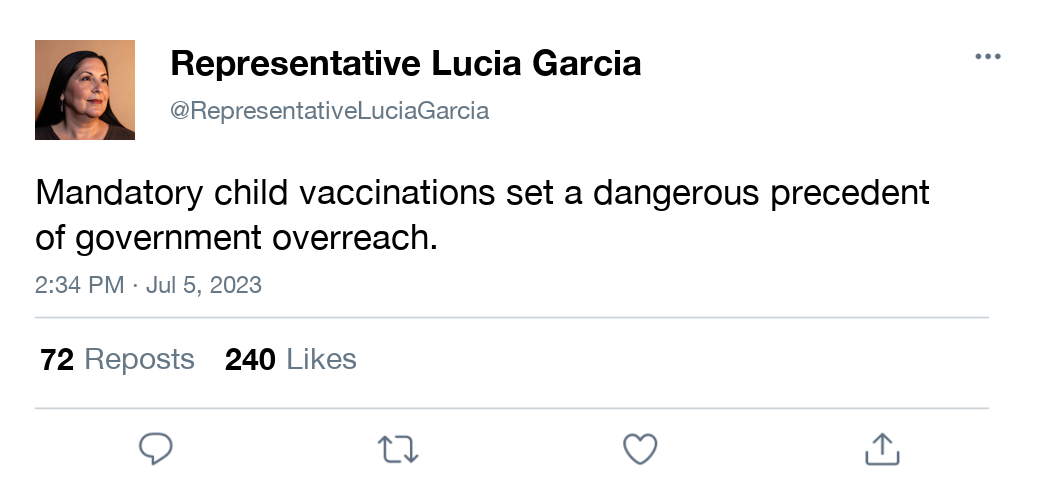 Representative Lucia Garcia
@RepresentativeLuciaGarcia
Mandatory child vaccinations set a dangerous precedent
of government overreach.
2:34 PM · Jul 5, 2023
72 Reposts 240 Likes